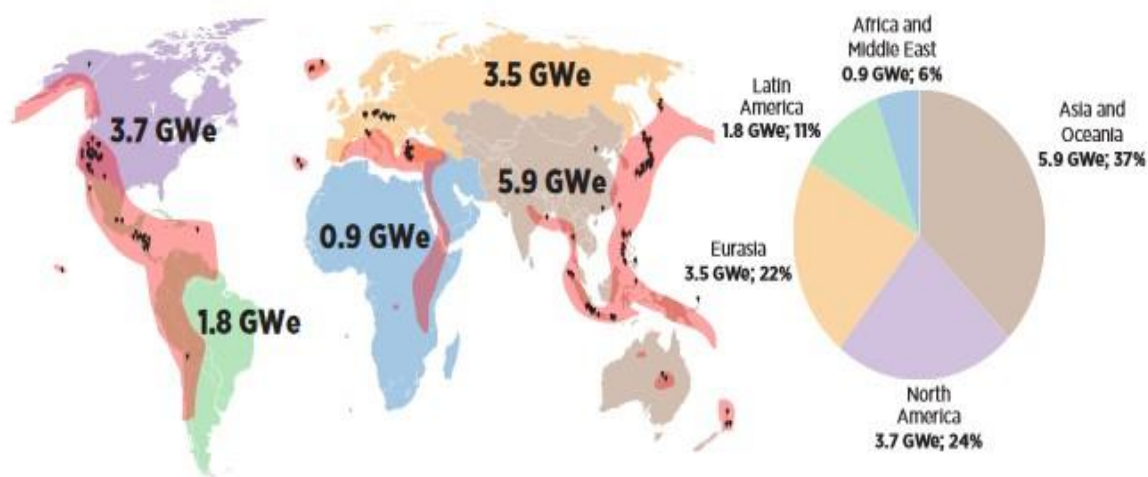 3.7 GWe
3.5 GWe
5.9 GWe
0.9 GWe
1.8 GWe
Africa and
Middle East
0.9 GWe; 6%
Latin
America
1.8 GWe; 11%
Asia and
Oceania
5.9 GWe; 37%
Eurasia
3.5 GWe; 22%
North
America
3.7 GWe; 24%